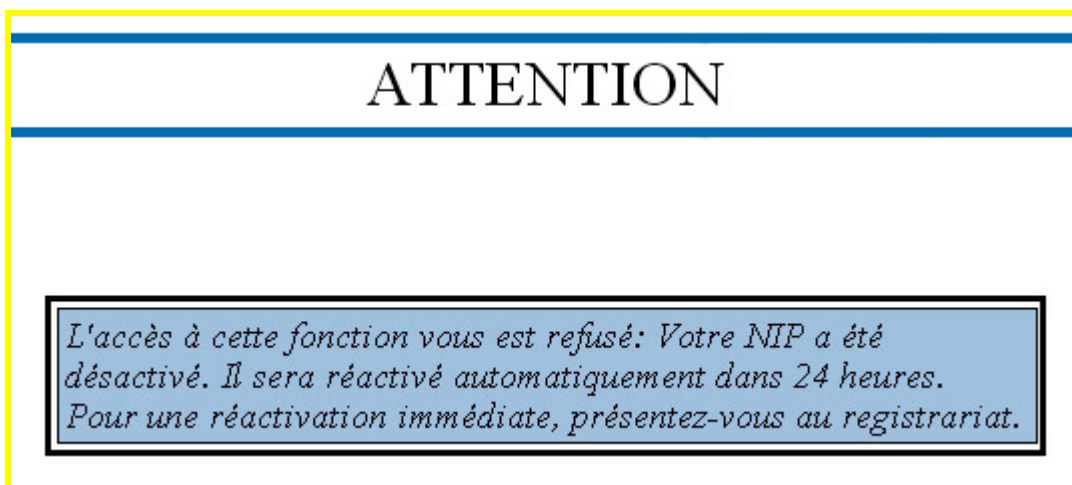 ATTENTION
L'accès à cette fonction vous est refusé: Votre NIP a été
désactivé. Il sera réactivé automatiquement dans 24 heures.
Pour une réactivation immédiate, présentez-vous au registrariat.